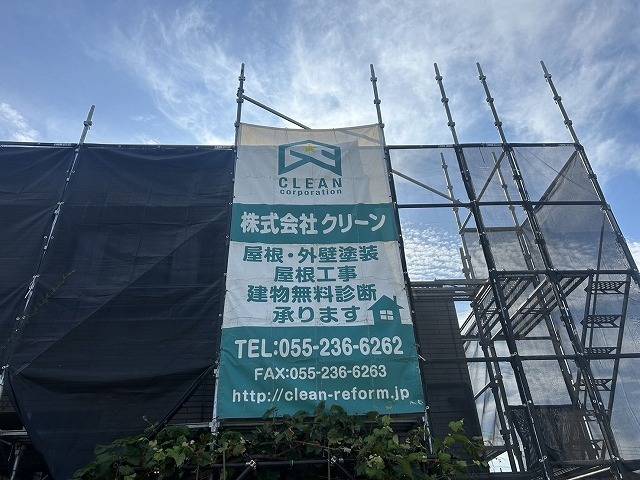 CLEAN
corporation
株式会社 クリーン
屋根・外壁塗装
屋根工事
建物無料診断
承ります
TEL:055-236-6262
FAX:055-236-6263
http://clean-reform.jp